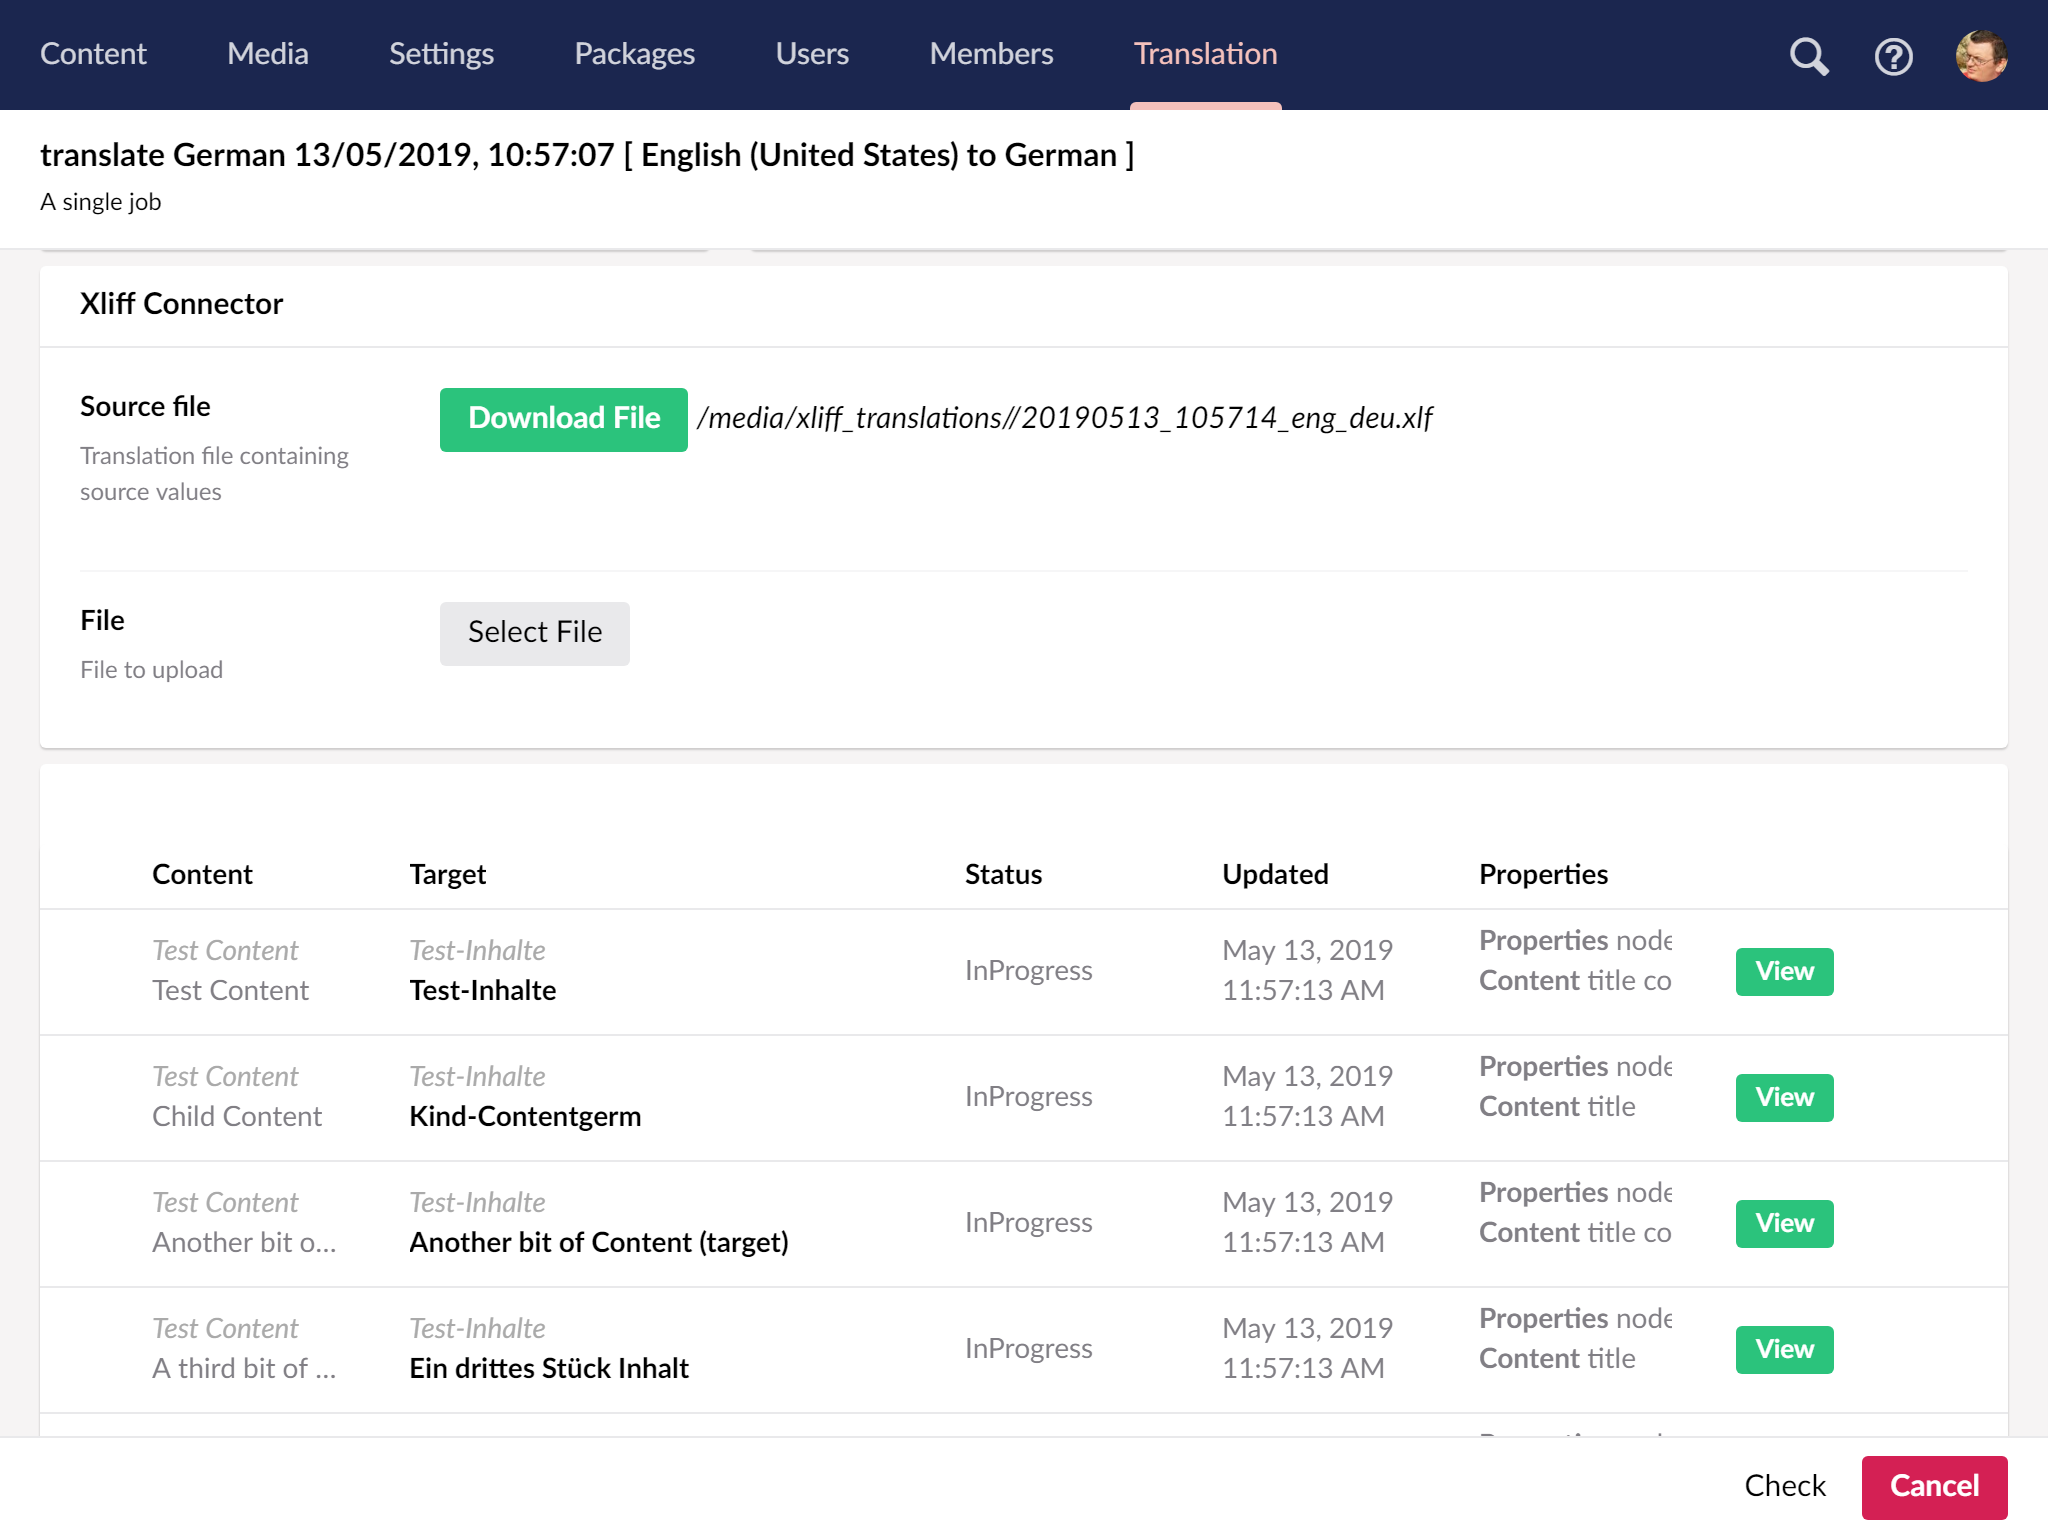 Content Media Settings Packages Users Members Translation
translate German 13/05/2019, 10:57:07 [ English (United States) to German ]
A single job
Xliff Connector
Source file
Translation file containing
source values
Download File /media/xliff_translations//20190513_105714_eng_deu.xlf
File
File to upload
Select File
Content Target Status Updated Properties
Test Content Test-Inhalte May 13, 2019 Properties node
Test Content Test-Inhalte InProgress 11:57:13 AM Content title co View
Test Content Test-Inhalte May 13, 2019 Properties node
Child Content Kind-Contentgerm InProgress 11:57:13 AM Content title View
Test Content Test-Inhalte May 13, 2019 Properties node
Another bit o... Another bit of Content (target) InProgress 11:57:13 AM Content title co View
Test Content Test-Inhalte May 13, 2019 Properties node
A third bit of ... Ein drittes Stück Inhalt InProgress 11:57:13 AM Content title View
Check Cancel